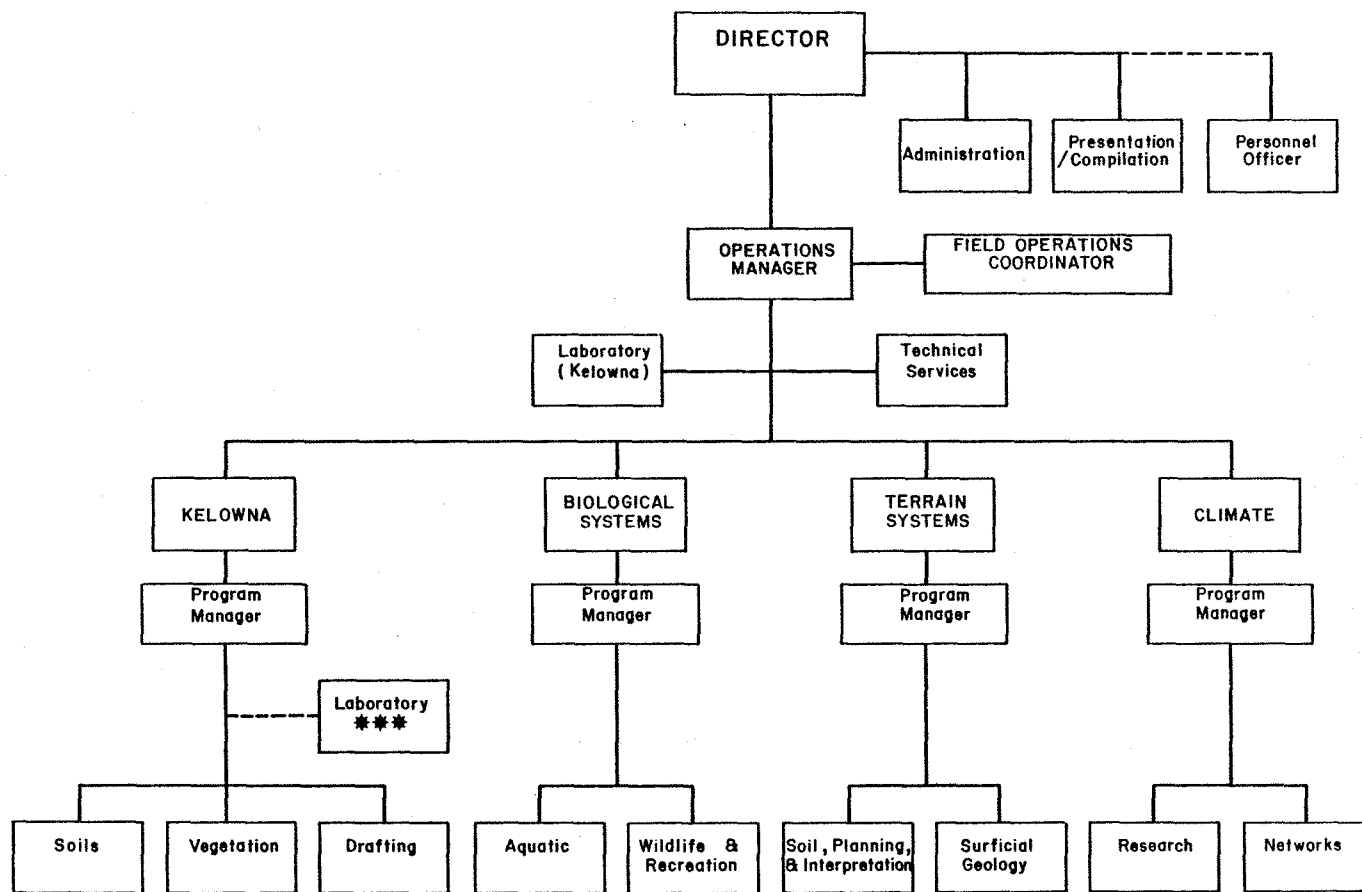 DIRECTOR
Administration
Presentation
/Compilation
Personnel
Officer
OPERATIONS
MANAGER
FIELD OPERATIONS
COORDINATOR
Laboratory
(Kelowna)
Technical
Services
KELOWNA
BIOLOGICAL
SYSTEMS
TERRAIN
SYSTEMS
CLIMATE
Program
Manager
Program
Manager
Program
Manager
Program
Manager
Laboratory
✷✷✷
Soils
Vegetation
Drafting
Aquatic
Wildlife &
Recreation
Soil, Planning,
& Interpretation
Surficial
Geology
Research
Networks